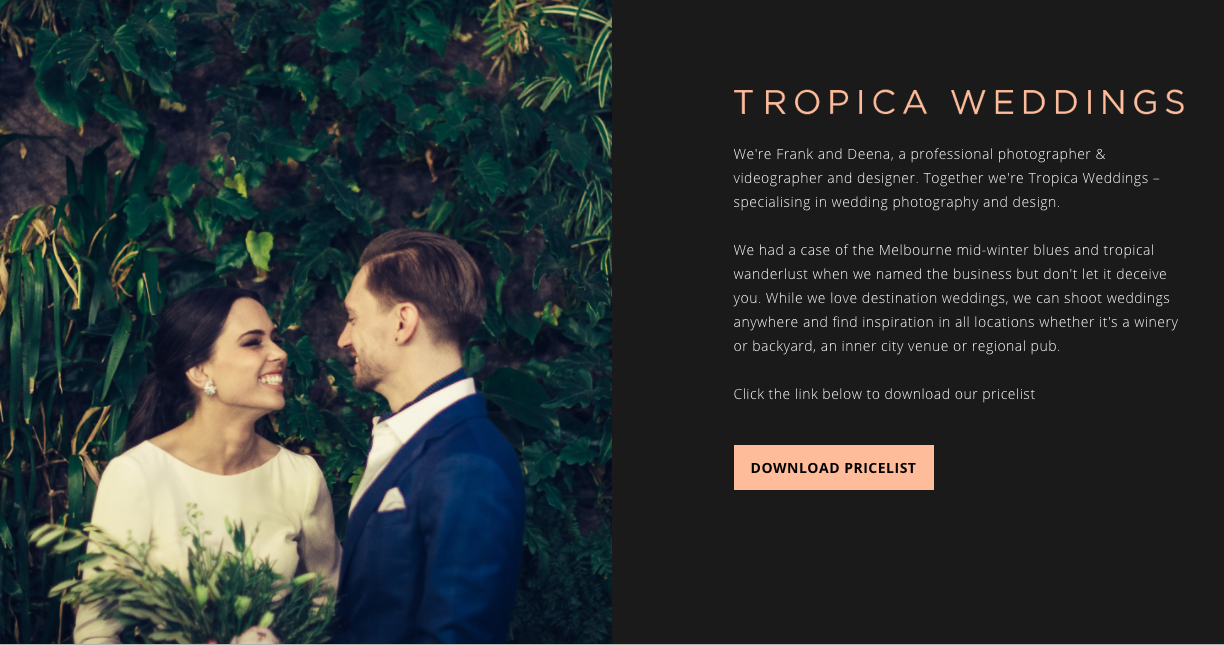 TROPICA WEDDINGS
We're Frank and Deena, a professional photographer &
videographer and designer. Together we're Tropica Weddings –
specialising in wedding photography and design.
We had a case of the Melbourne mid-winter blues and tropical
wanderlust when we named the business but don't let it deceive
you. While we love destination weddings, we can shoot weddings
anywhere and find inspiration in all locations whether it's a winery
or backyard, an inner city venue or regional pub.
Click the link below to download our pricelist
DOWNLOAD PRICELIST